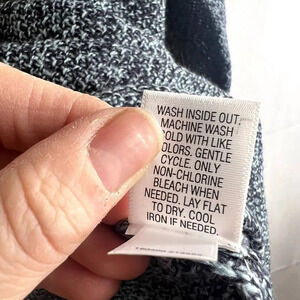 WASH INSIDE OUT.
MACHINE WASH
COLD WITH LIKE
COLORS. GENTLE
CYCLE. ONLY
NON-CHLORINE
BLEACH WHEN
NEEDED. LAY FLAT
TO DRY. COOL
IRON IF NEEDED.